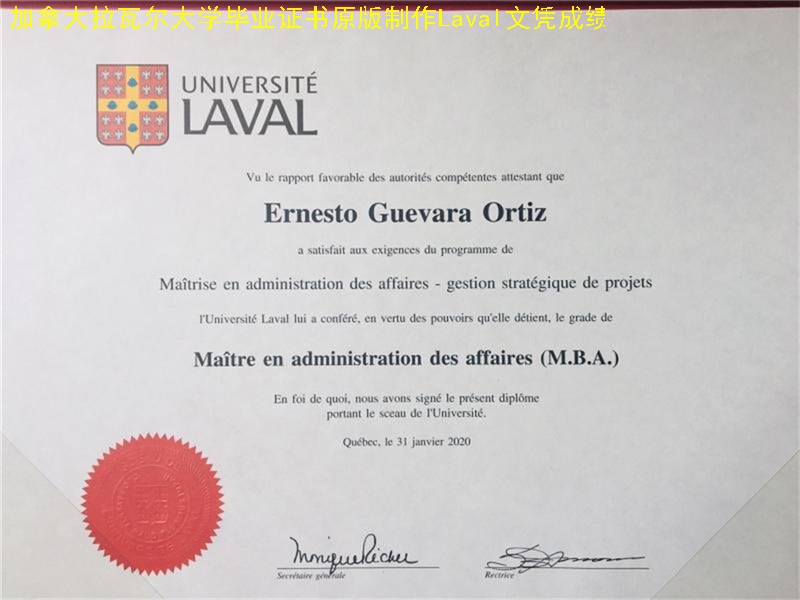 加拿大拉瓦尔大学毕业证书原版制作Laval文凭成绩
UNIVERSITÉ
LAVAL
Vu le rapport favorable des autorités compétentes attestant que
Ernesto Guevara Ortiz
a satisfait aux exigences du programme de
Maîtrise en administration des affaires - gestion stratégique de projets
l'Université Laval lui a conféré, en vertu des pouvoirs qu'elle détient, le grade de
Maître en administration des affaires (M.B.A.)
En foi de quoi, nous avons signé le présent diplôme
portant le sceau de l'Université.
Québec, le 31 janvier 2020
Monique Richer
Secrétaire générale
Rectrice